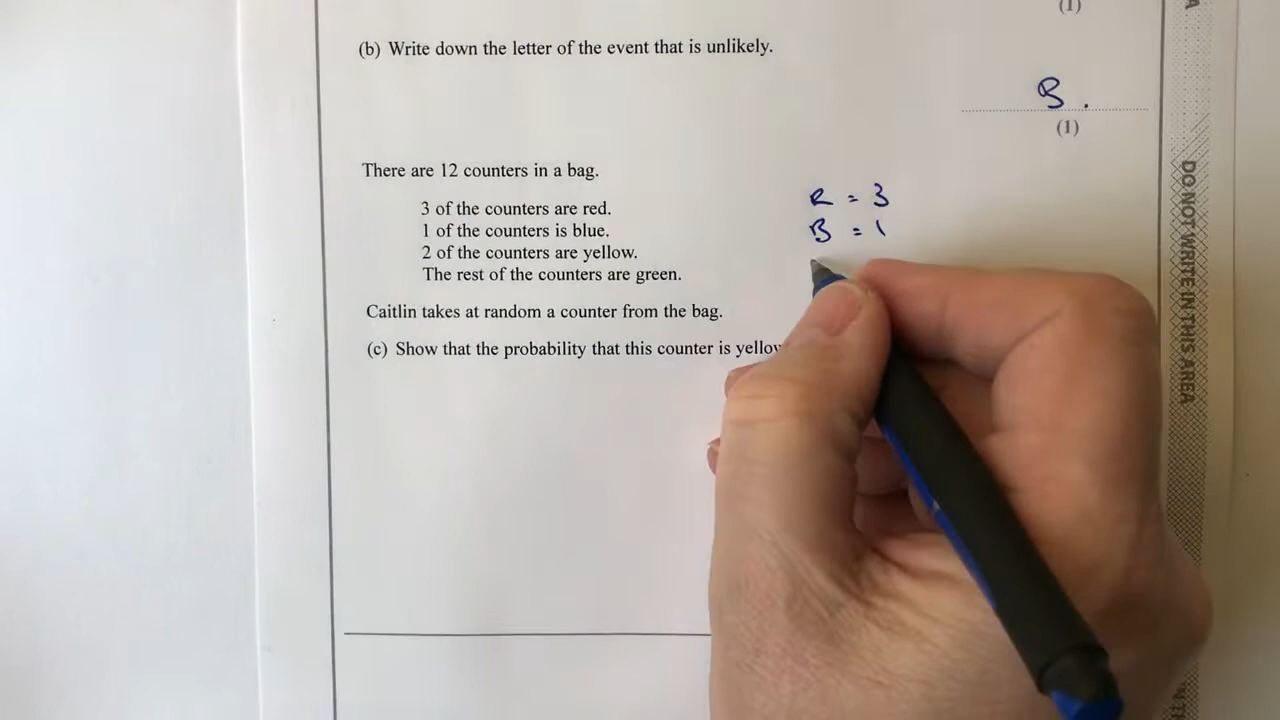 (1)
(b) Write down the letter of the event that is unlikely.
B .
(1)
There are 12 counters in a bag.
3 of the counters are red.
1 of the counters is blue.
2 of the counters are yellow.
The rest of the counters are green.
R = 3
B = 1
Caitlin takes at random a counter from the bag.
(c) Show that the probability that this counter is
DO NOT WRITE IN THIS AREA